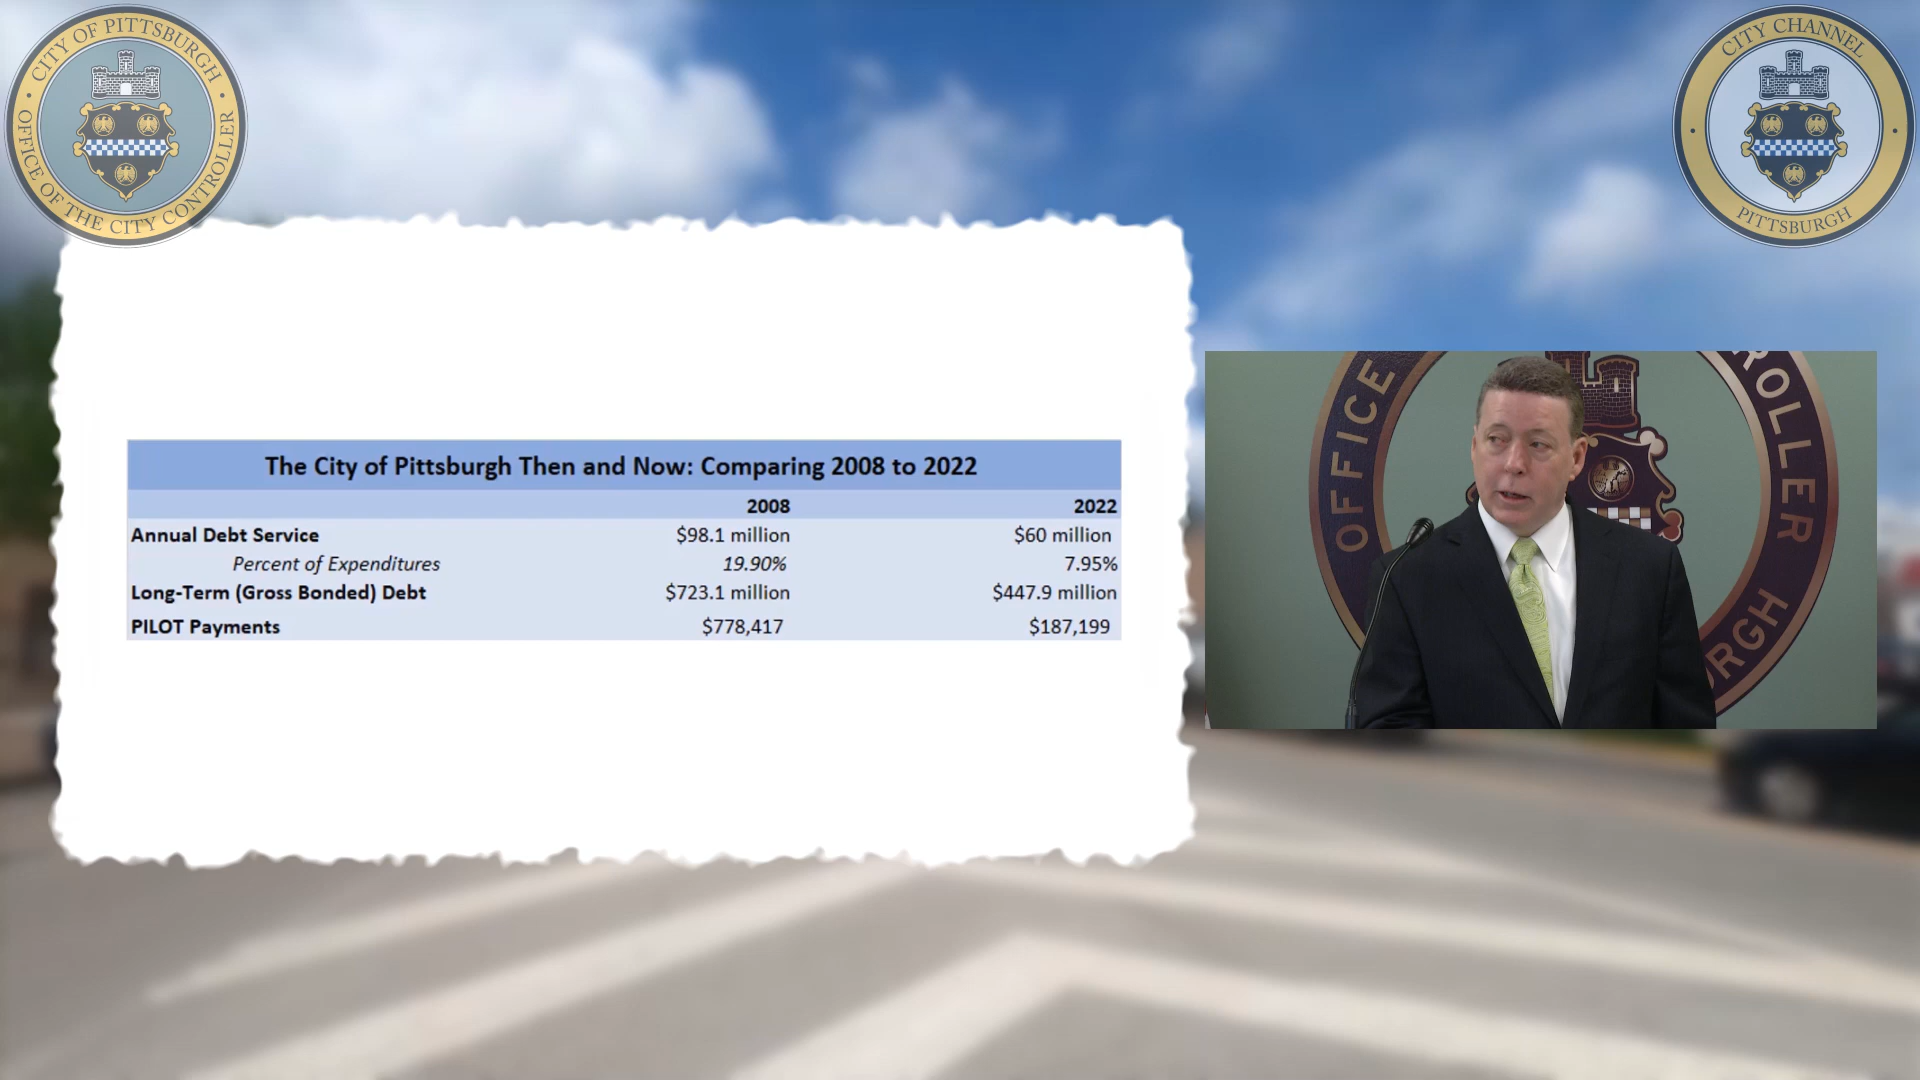 CITY OF PITTSBURGH
OFFICE OF THE CITY CONTROLLER
CITY CHANNEL
PITTSBURGH
The City of Pittsburgh Then and Now: Comparing 2008 to 2022
2008 2022
Annual Debt Service $98.1 million $60 million
Percent of Expenditures 19.90% 7.95%
Long-Term (Gross Bonded) Debt $723.1 million $447.9 million
PILOT Payments $778,417 $187,199
OFFICE
ROLLER
RGH